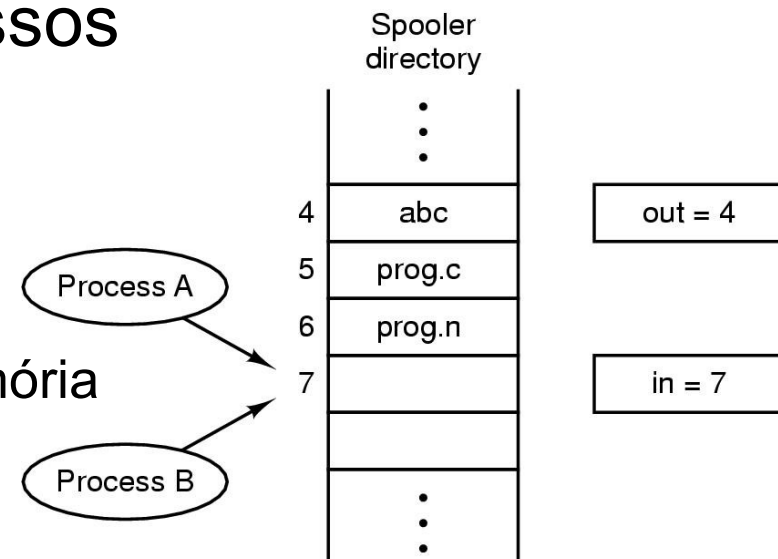 ssos
Spooler
directory
4 abc
out = 4
5 prog.c
Process A
6 prog.n
mória
7
in = 7
Process B